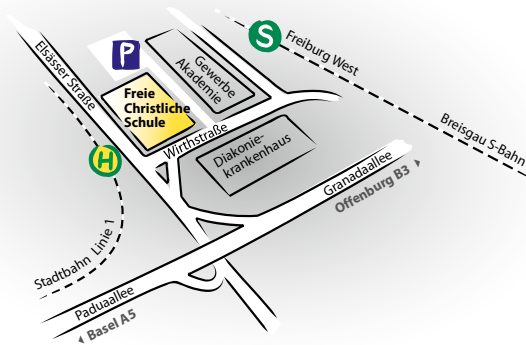 Elsässer Straße
P
S
Freiburg West
Gewerbe
Akademie
Freie
Christliche
Schule
Breisgau S-Bahn
Wirthstraße
Diakonie-
krankenhaus
H
Granadaallee
Offenburg B3
Stadtbahn Linie 1
Paduaallee
Basel A5